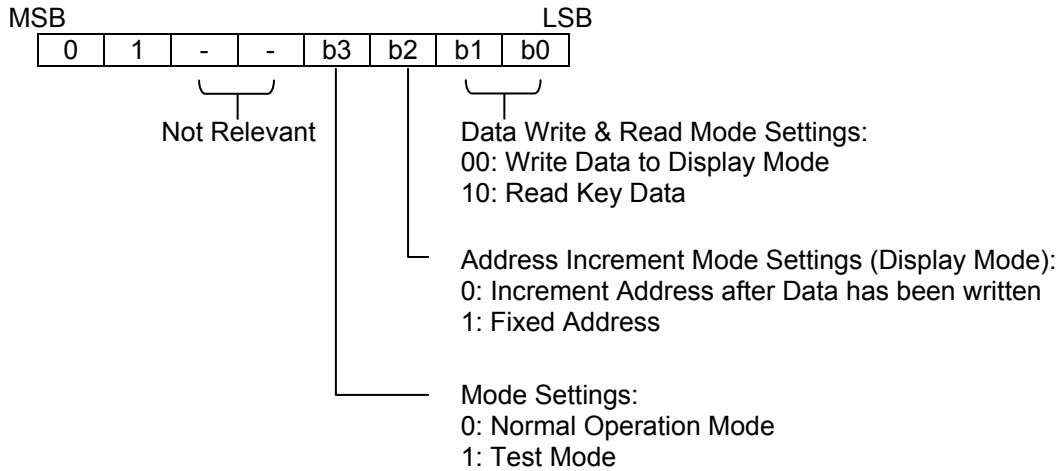 MSB LSB
0 1 - - b3 b2 b1 b0
Not Relevant
Data Write & Read Mode Settings:
00: Write Data to Display Mode
10: Read Key Data
Address Increment Mode Settings (Display Mode):
0: Increment Address after Data has been written
1: Fixed Address
Mode Settings:
0: Normal Operation Mode
1: Test Mode